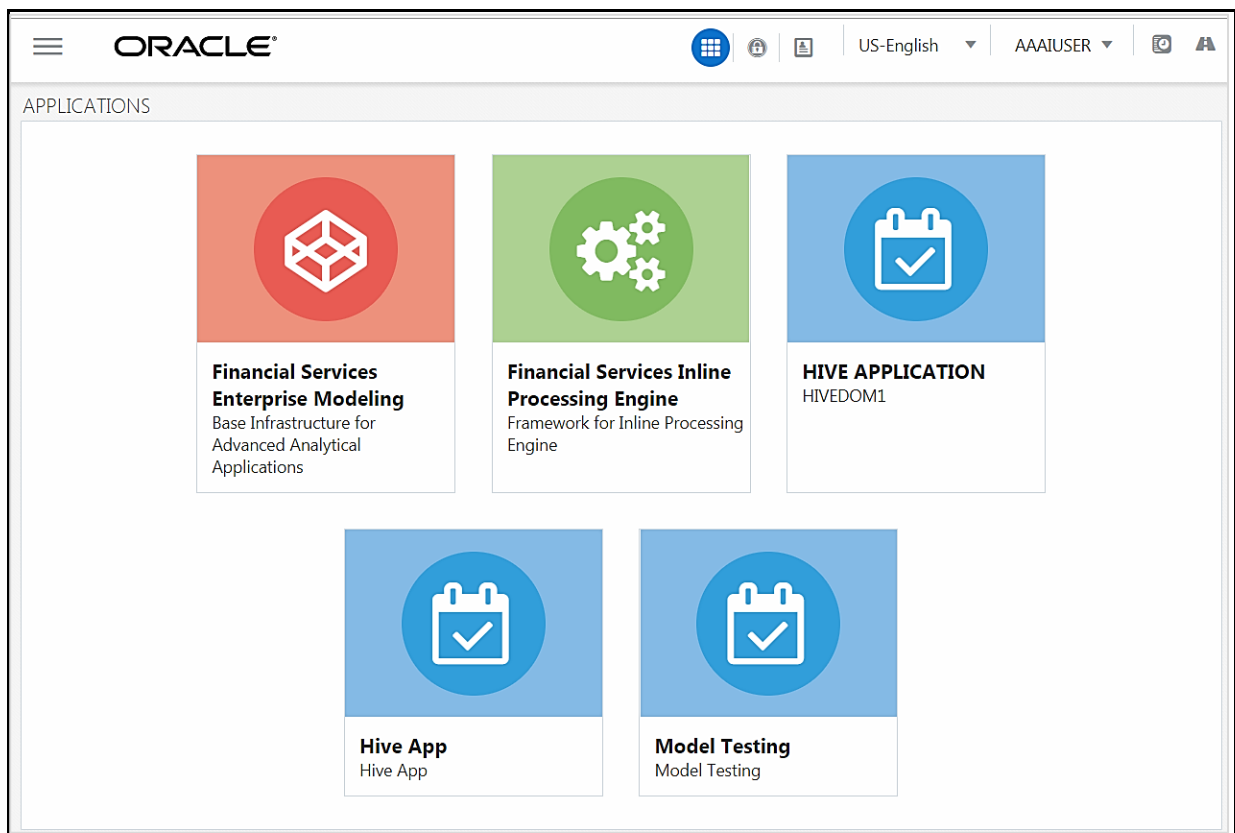 ORACLE®
US-English
AAAIUSER
APPLICATIONS
Financial Services
Enterprise Modeling
Base Infrastructure for
Advanced Analytical
Applications
Financial Services Inline
Processing Engine
Framework for Inline Processing
Engine
HIVE APPLICATION
HIVEDOM1
Hive App
Hive App
Model Testing
Model Testing